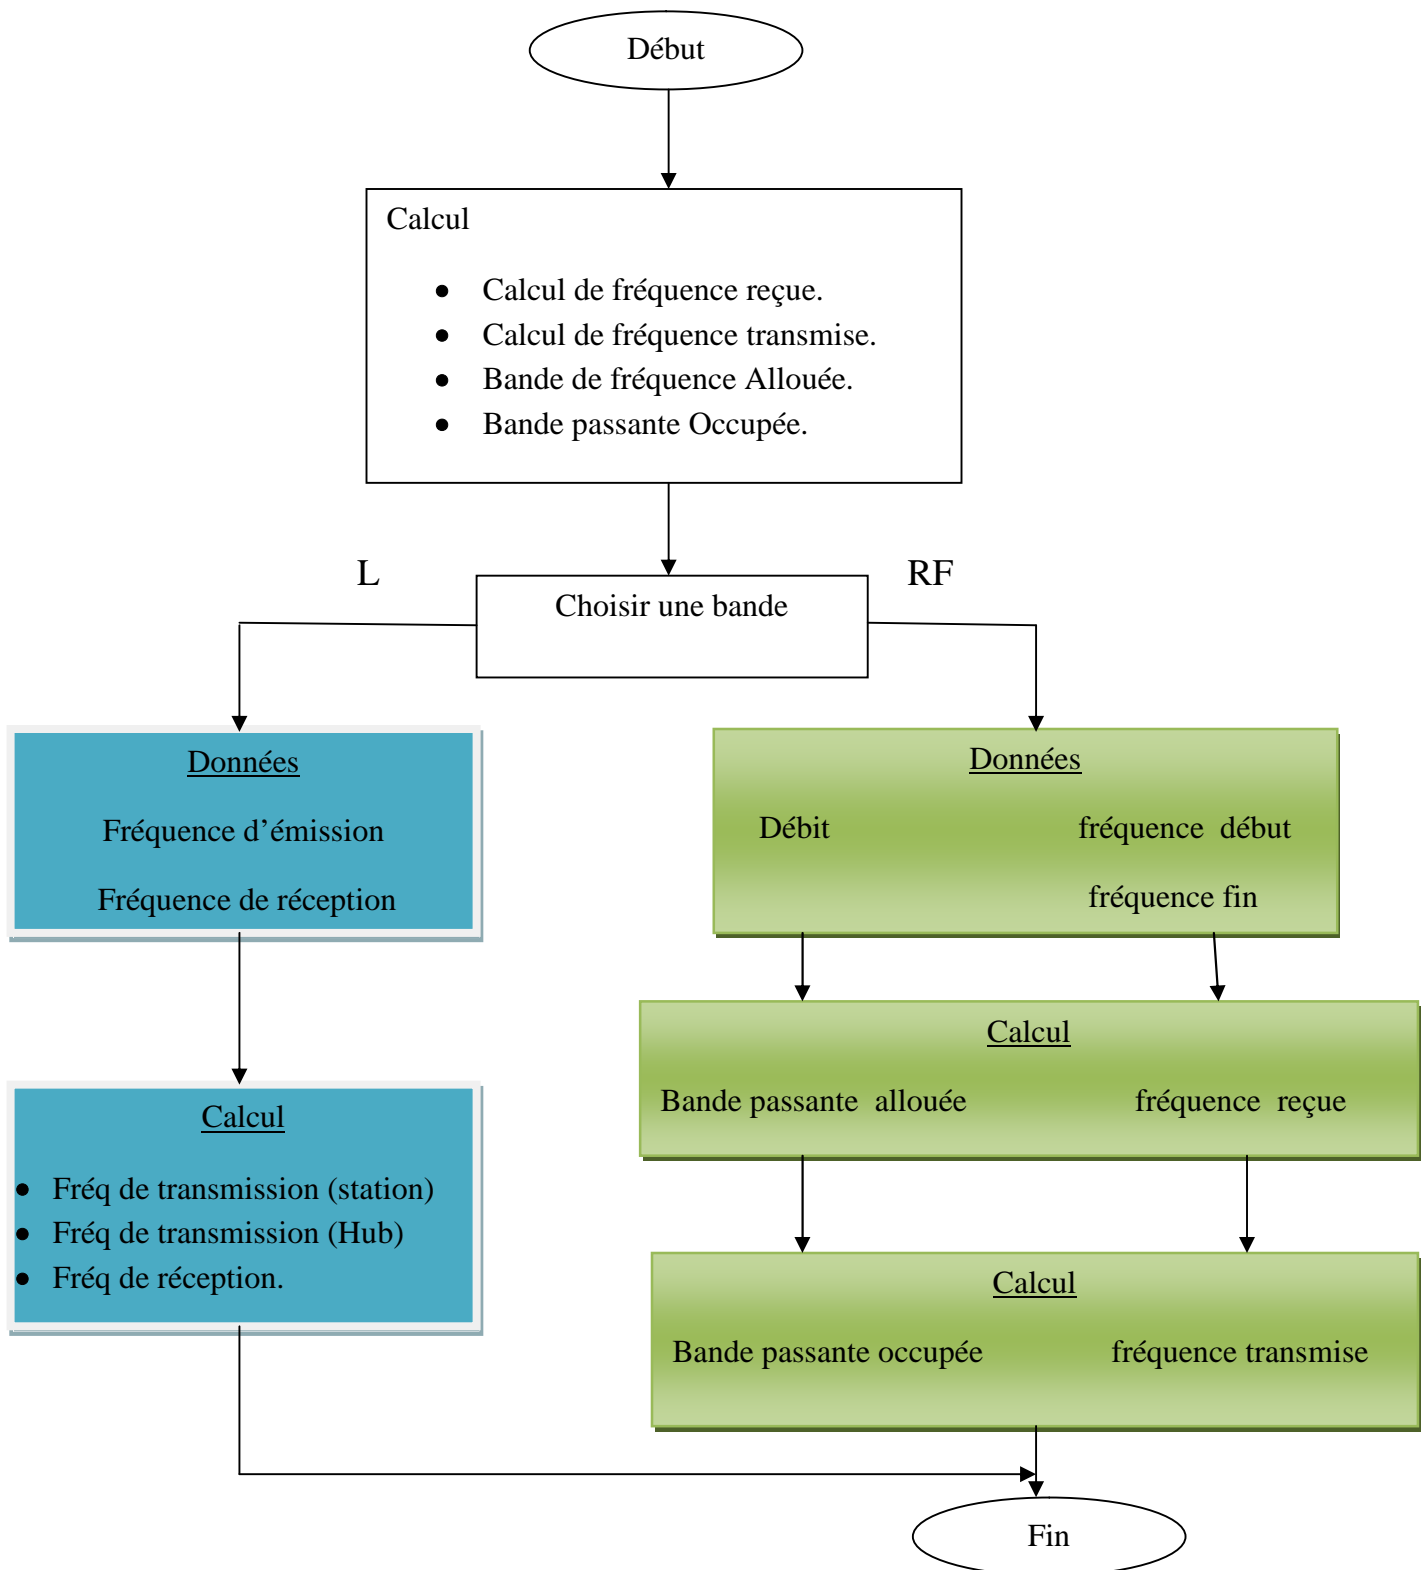 Début
Calcul
● Calcul de fréquence reçue.
● Calcul de fréquence transmise.
● Bande de fréquence Allouée.
● Bande passante Occupée.
L
RF
Choisir une bande
Données
Fréquence d’émission
Fréquence de réception
Données
Débit fréquence début
fréquence fin
Calcul
Bande passante allouée fréquence reçue
Calcul
● Fréq de transmission (station)
● Fréq de transmission (Hub)
● Fréq de réception.
Calcul
Bande passante occupée fréquence transmise
Fin